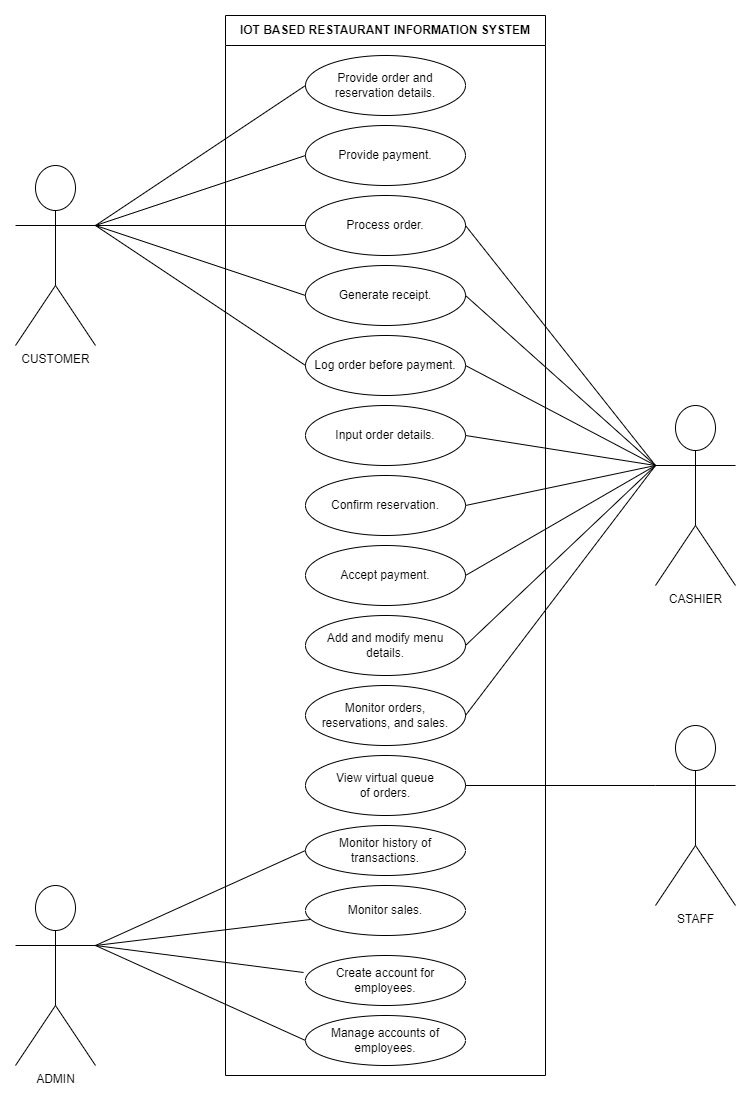 IOT BASED RESTAURANT INFORMATION SYSTEM
Provide order and
reservation details.
Provide payment.
Process order.
Generate receipt.
CUSTOMER
Log order before payment.
Input order details.
Confirm reservation.
Accept payment.
CASHIER
Add and modify menu
details.
Monitor orders,
reservations, and sales.
View virtual queue
of orders.
Monitor history of
transactions.
Monitor sales.
STAFF
Create account for
employees.
Manage accounts of
employees.
ADMIN